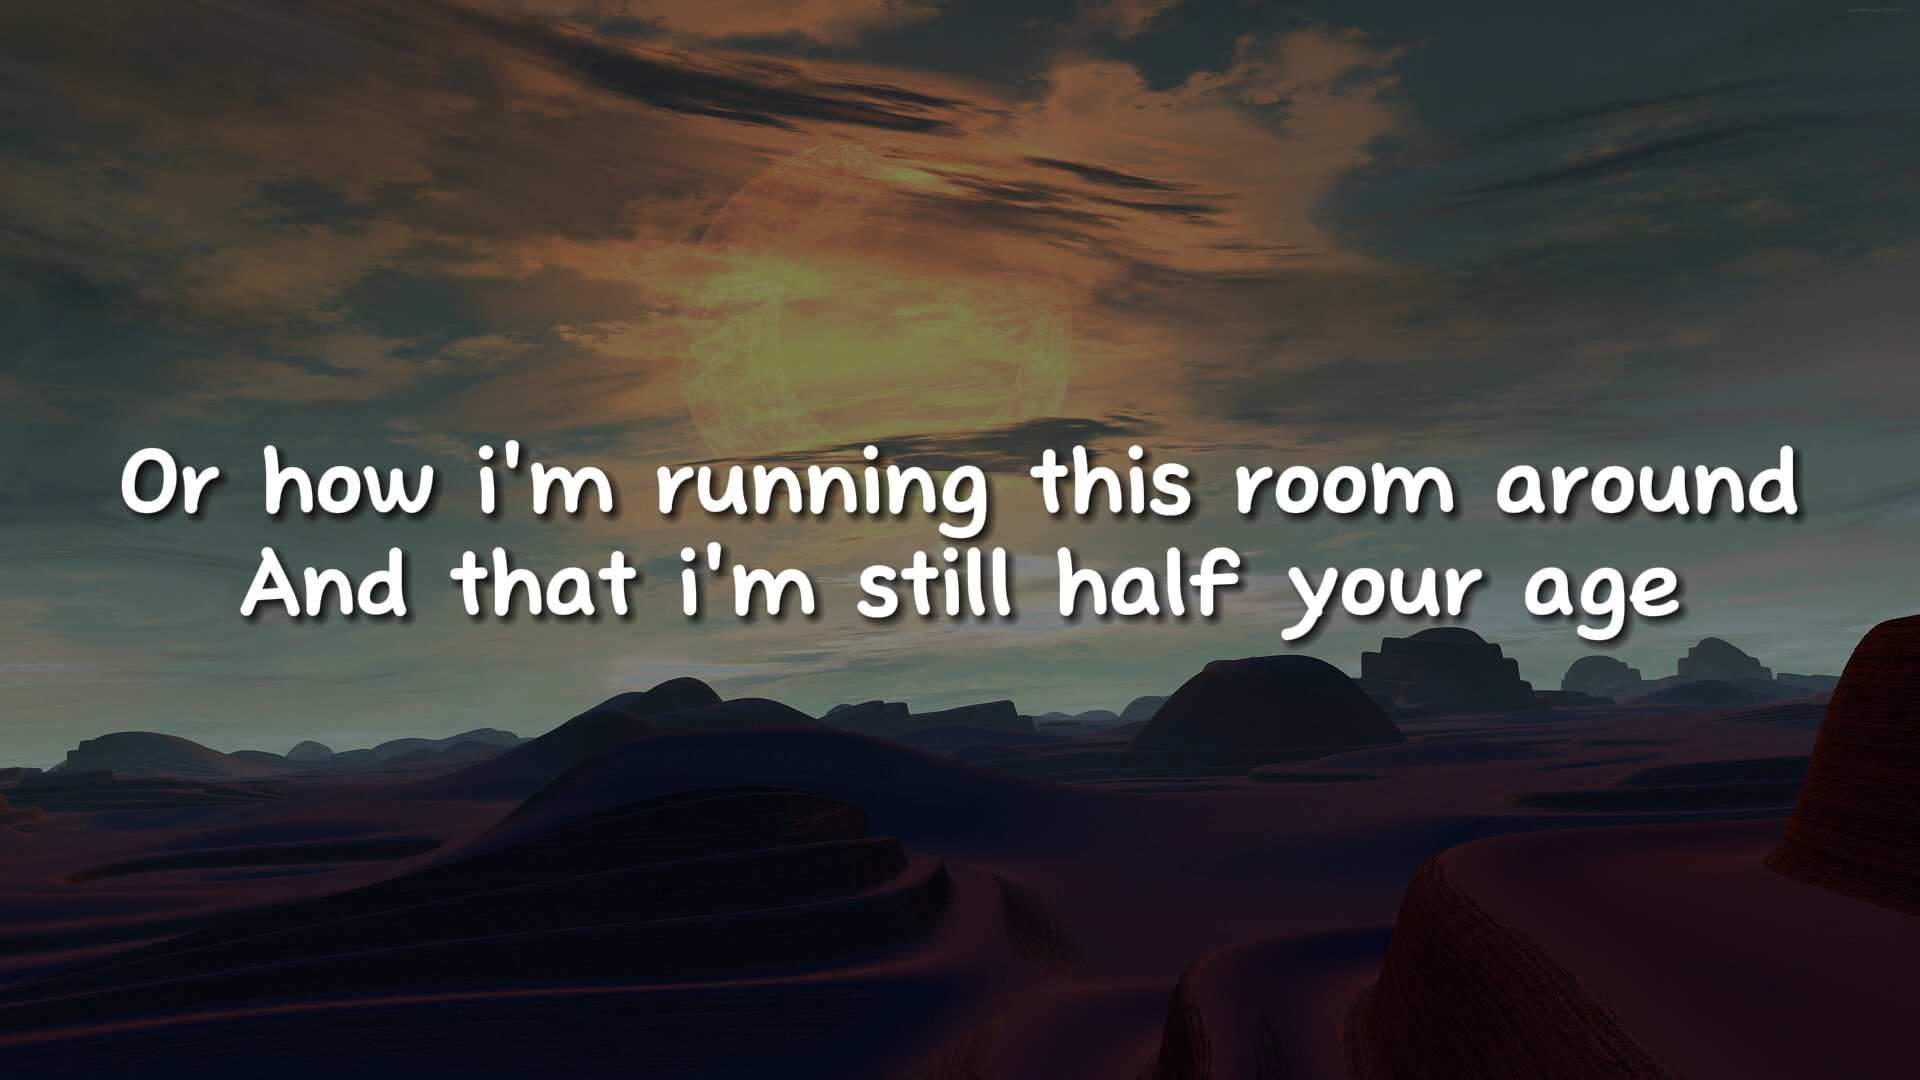 Or how i'm running this room around
And that i'm still half your age